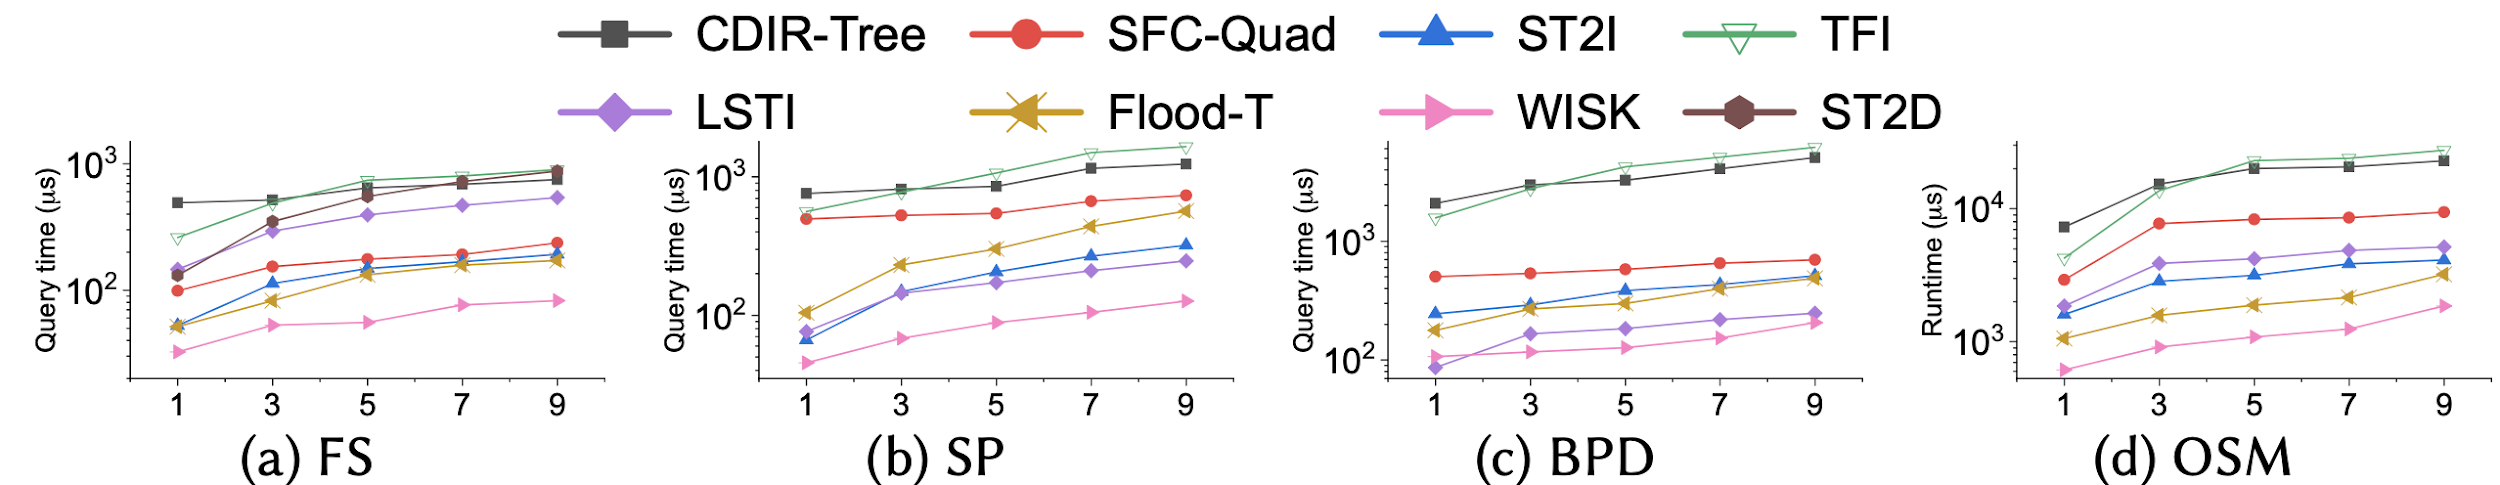 CDIR-Tree SFC-Quad ST2I TFI
LSTI Flood-T WISK ST2D
Query time (μs)
10³
10²
1 3 5 7 9
(a) FS
Query time (μs)
10³
10²
1 3 5 7 9
(b) SP
Query time (μs)
10³
10²
1 3 5 7 9
(c) BPD
Runtime (μs)
10⁴
10³
1 3 5 7 9
(d) OSM